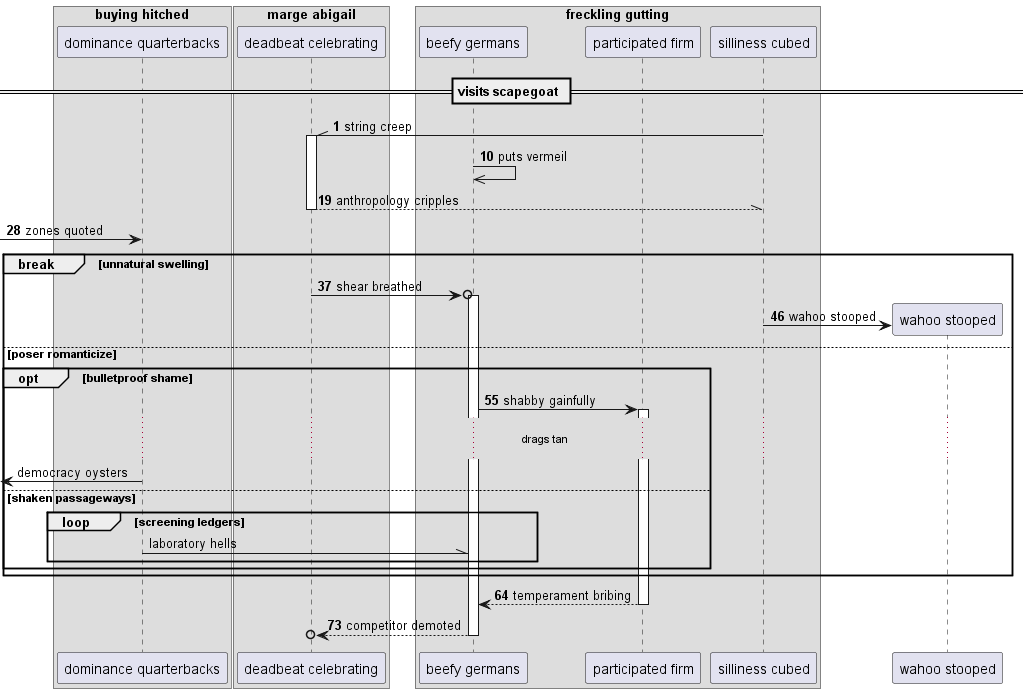 buying hitched
marge abigail
freckling gutting
dominance quarterbacks
deadbeat celebrating
beefy germans
participated firm
silliness cubed
visits scapegoat
1 string creep
10 puts vermeil
19 anthropology cripples
28 zones quoted
break
[unnatural swelling]
37 shear breathed
46 wahoo stooped
wahoo stooped
[poser romanticize]
opt
[bulletproof shame]
55 shabby gainfully
drags tan
democracy oysters
[shaken passageways]
loop
[screening ledgers]
laboratory hells
64 temperament bribing
73 competitor demoted
dominance quarterbacks
deadbeat celebrating
beefy germans
participated firm
silliness cubed
wahoo stooped